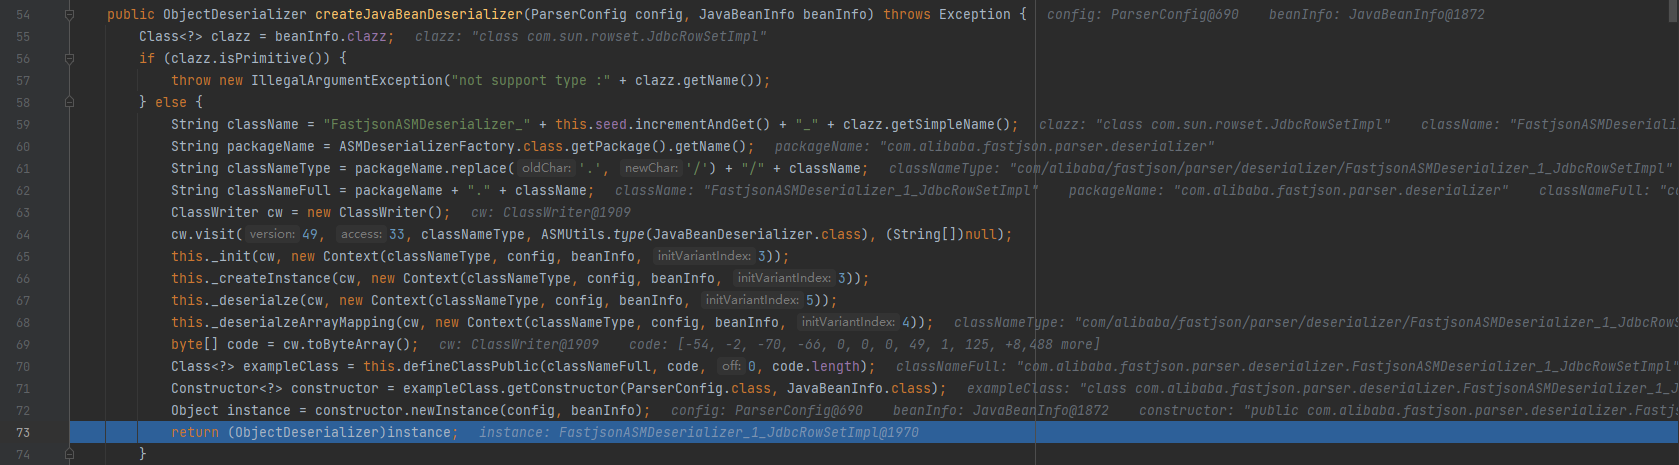 54 public ObjectDeserializer createJavaBeanDeserializer(ParserConfig config, JavaBeanInfo beanInfo) throws Exception { config: ParserConfig@690 beanInfo: JavaBeanInfo@1872
55 Class<?> clazz = beanInfo.clazz; clazz: "class com.sun.rowset.JdbcRowSetImpl"
56 if (clazz.isPrimitive()) {
57 throw new IllegalArgumentException("not support type :" + clazz.getName());
58 } else {
59 String className = "FastjsonASMDeserializer_" + this.seed.incrementAndGet() + "_" + clazz.getSimpleName(); clazz: "class com.sun.rowset.JdbcRowSetImpl" className: "FastjsonASMDeseriali
60 String packageName = ASMDeserializerFactory.class.getPackage().getName(); packageName: "com.alibaba.fastjson.parser.deserializer"
61 String classNameType = packageName.replace( oldChar: '.', newChar: '/') + "/" + className; classNameType: "com/alibaba/fastjson/parser/deserializer/FastjsonASMDeserializer_1_JdbcRowSetImpl"
62 String classNameFull = packageName + "." + className; className: "FastjsonASMDeserializer_1_JdbcRowSetImpl" packageName: "com.alibaba.fastjson.parser.deserializer" classNameFull: "co
63 ClassWriter cw = new ClassWriter(); cw: ClassWriter@1909
64 cw.visit( version: 49, access: 33, classNameType, ASMUtils.type(JavaBeanDeserializer.class), (String[])null);
65 this._init(cw, new Context(classNameType, config, beanInfo, initVariantIndex: 3));
66 this._createInstance(cw, new Context(classNameType, config, beanInfo, initVariantIndex: 3));
67 this._deserialze(cw, new Context(classNameType, config, beanInfo, initVariantIndex: 5));
68 this._deserialzeArrayMapping(cw, new Context(classNameType, config, beanInfo, initVariantIndex: 4)); classNameType: "com/alibaba/fastjson/parser/deserializer/FastjsonASMDeserializer_1_JdbcRowS
69 byte[] code = cw.toByteArray(); cw: ClassWriter@1909 code: [-54, -2, -70, -66, 0, 0, 0, 49, 1, 125, +8,488 more]
70 Class<?> exampleClass = this.defineClassPublic(classNameFull, code, off: 0, code.length); classNameFull: "com.alibaba.fastjson.parser.deserializer.FastjsonASMDeserializer_1_JdbcRowSetImpl"
71 Constructor<?> constructor = exampleClass.getConstructor(ParserConfig.class, JavaBeanInfo.class); exampleClass: "class com.alibaba.fastjson.parser.deserializer.FastjsonASMDeserializer_1_J
72 Object instance = constructor.newInstance(config, beanInfo); config: ParserConfig@690 beanInfo: JavaBeanInfo@1872 constructor: "public com.alibaba.fastjson.parser.deserializer.Fastjs
73 return (ObjectDeserializer)instance; instance: FastjsonASMDeserializer_1_JdbcRowSetImpl@1970
74 }